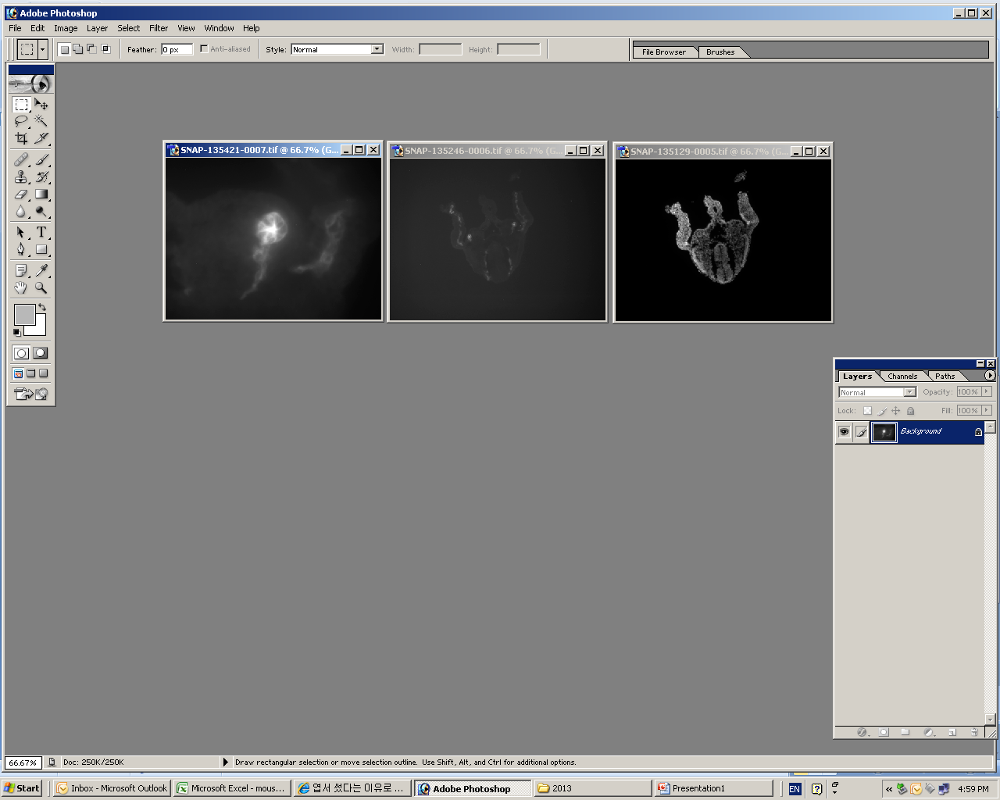 Adobe Photoshop
File Edit Image Layer Select Filter View Window Help
Feather: 0 px Anti-aliased Style: Normal Width: Height: File Browser Brushes
SNAP-135421-0007.tif @ 66.7% (G... SNAP-135246-0006.tif @ 66.7% (G... SNAP-135129-0005.tif @ 66.7% (G...
T
Layers Channels Paths
Normal Opacity: 100%
Lock: Fill: 100%
Background
66.67% Doc: 250K/250K Draw rectangular selection or move selection outline. Use Shift, Alt, and Ctrl for additional options.
Start Inbox - Microsoft Outlook Microsoft Excel - mous... 엽서 썼다는 이유로 ... Adobe Photoshop 2013 Presentation1 EN « 4:59 PM